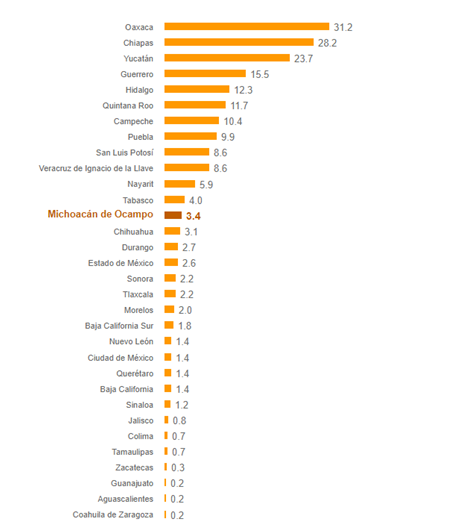 Oaxaca 31.2
Chiapas 28.2
Yucatán 23.7
Guerrero 15.5
Hidalgo 12.3
Quintana Roo 11.7
Campeche 10.4
Puebla 9.9
San Luis Potosí 8.6
Veracruz de Ignacio de la Llave 8.6
Nayarit 5.9
Tabasco 4.0
Michoacán de Ocampo 3.4
Chihuahua 3.1
Durango 2.7
Estado de México 2.6
Sonora 2.2
Tlaxcala 2.2
Morelos 2.0
Baja California Sur 1.8
Nuevo León 1.4
Ciudad de México 1.4
Querétaro 1.4
Baja California 1.4
Sinaloa 1.2
Jalisco 0.8
Colima 0.7
Tamaulipas 0.7
Zacatecas 0.3
Guanajuato 0.2
Aguascalientes 0.2
Coahuila de Zaragoza 0.2